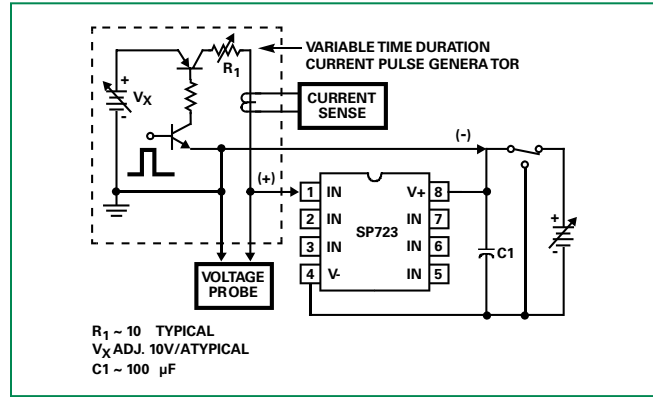 VARIABLE TIME DURATION
CURRENT PULSE GENERATOR
R1
+
VX
-
CURRENT
SENSE
(-)
(+)
1 IN V+ 8
2 IN IN 7
SP723
3 IN IN 6
4 V- IN 5
+
-
C1
VOLTAGE
PROBE
R1 ~ 10 TYPICAL
VX ADJ. 10V/ATYPICAL
C1 ~ 100 µF